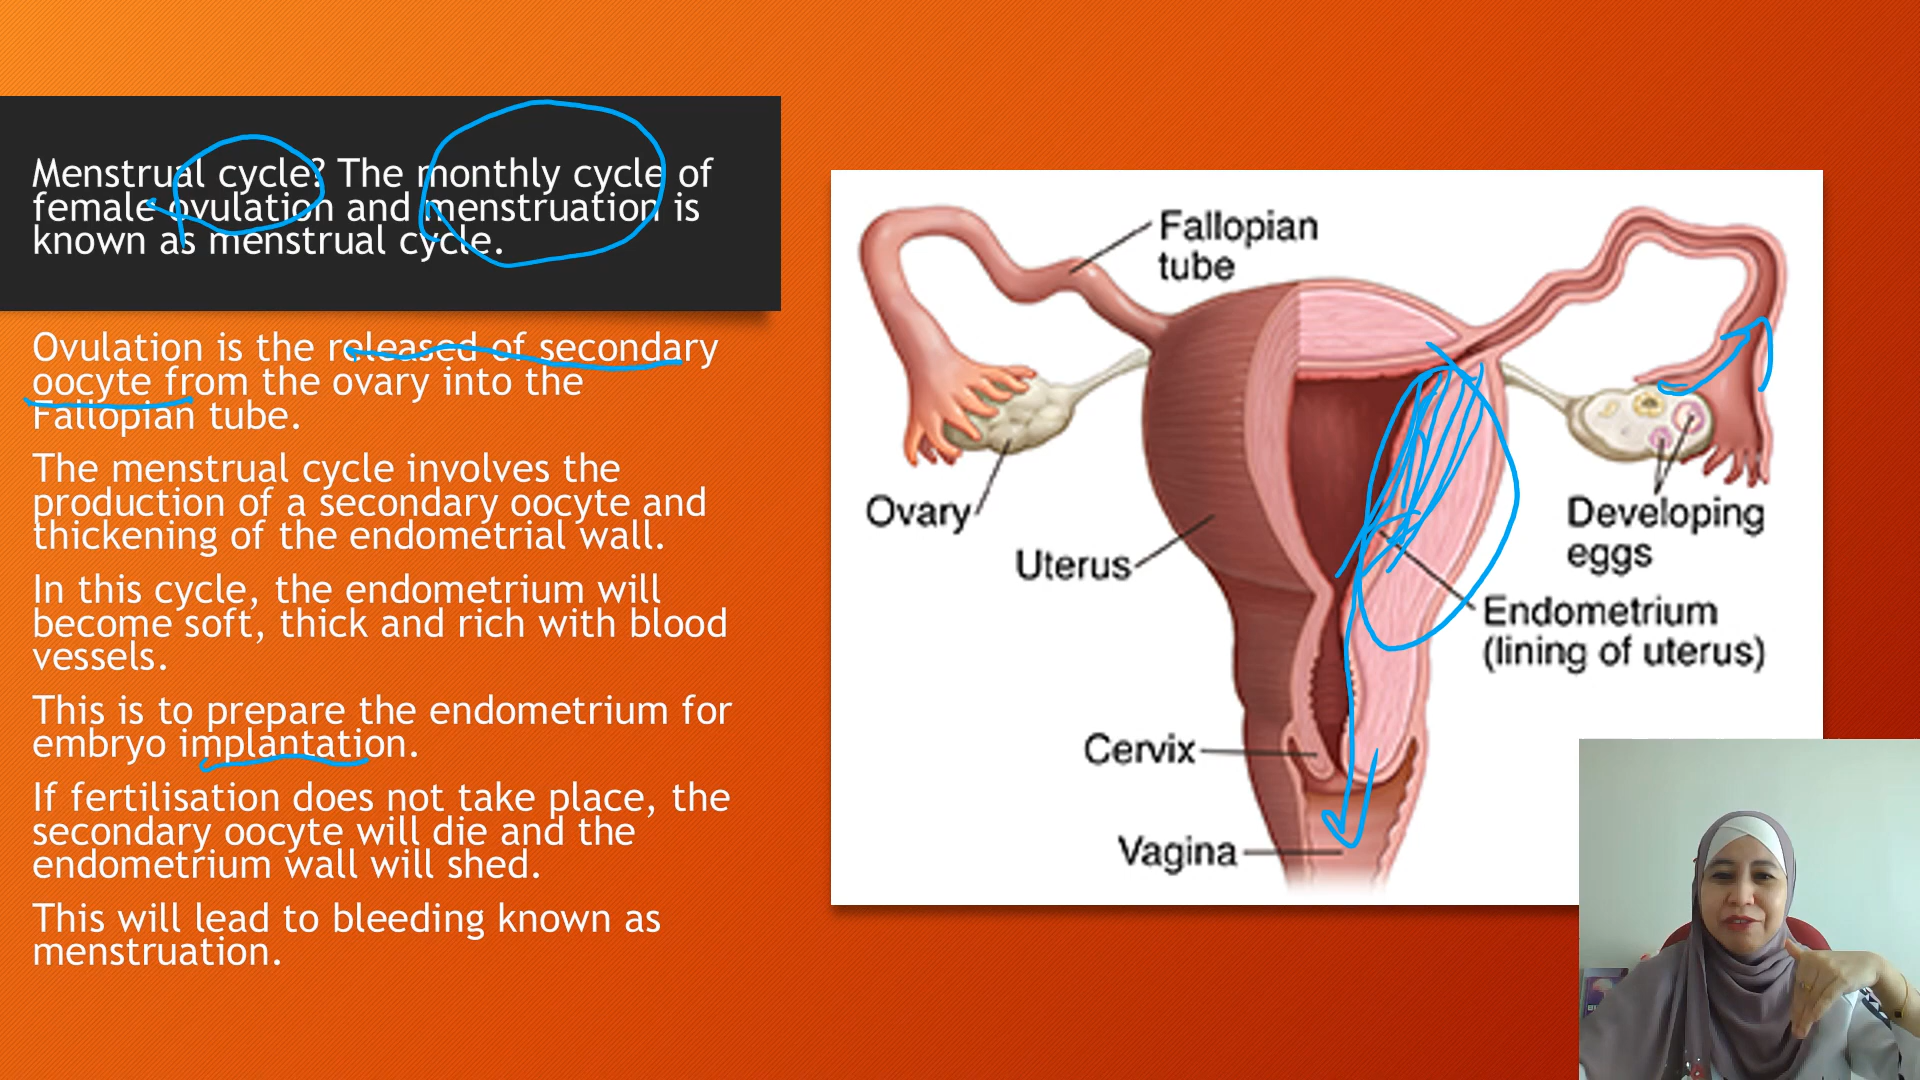 Menstrual cycle? The monthly cycle of
female ovulation and menstruation is
known as menstrual cycle.
Ovulation is the released of secondary
oocyte from the ovary into the
Fallopian tube.
The menstrual cycle involves the
production of a secondary oocyte and
thickening of the endometrial wall.
In this cycle, the endometrium will
become soft, thick and rich with blood
vessels.
This is to prepare the endometrium for
embryo implantation.
If fertilisation does not take place, the
secondary oocyte will die and the
endometrium wall will shed.
This will lead to bleeding known as
menstruation.
Fallopian
tube
Ovary
Uterus
Developing
eggs
Endometrium
(lining of uterus)
Cervix
Vagina